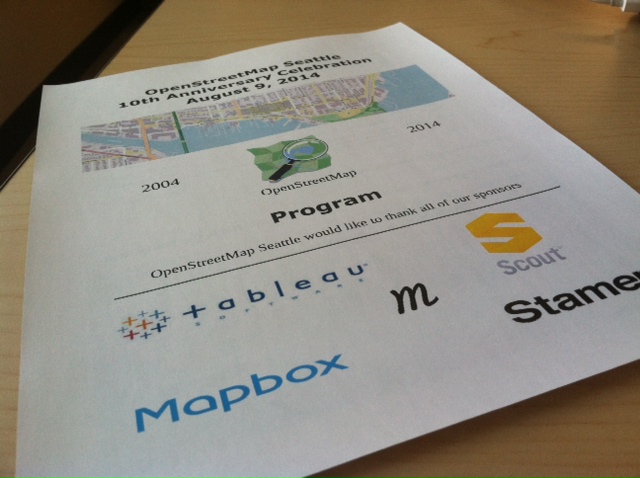 OpenStreetMap Seattle
10th Anniversary Celebration
August 9, 2014
2004
2014
OpenStreetMap
Program
OpenStreetMap Seattle would like to thank all of our sponsors
tableau
SOFTWARE
m
Scout
Stame
Mapbox